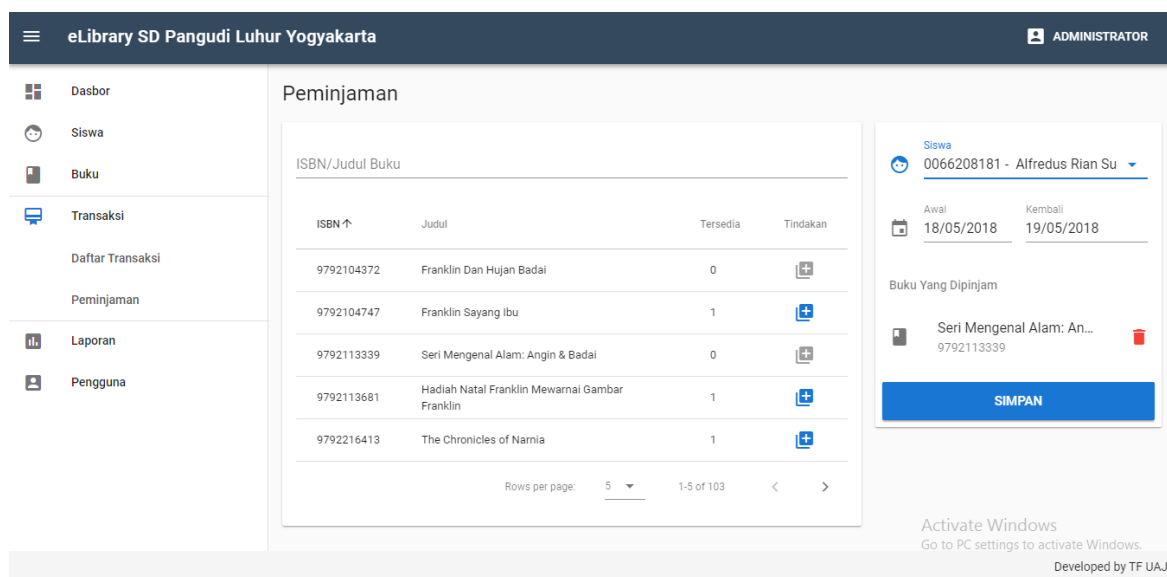 eLibrary SD Pangudi Luhur Yogyakarta
ADMINISTRATOR
Dasbor
Siswa
Buku
Transaksi
Daftar Transaksi
Peminjaman
Laporan
Pengguna
Peminjaman
ISBN/Judul Buku
ISBN Judul Tersedia Tindakan
9792104372 Franklin Dan Hujan Badai 0
9792104747 Franklin Sayang Ibu 1
9792113339 Seri Mengenal Alam: Angin & Badai 0
9792113681 Hadiah Natal Franklin Mewarnai Gambar
Franklin 1
9792216413 The Chronicles of Narnia 1
Rows per page: 5 1-5 of 103
Siswa
0066208181 - Alfredus Rian Su
Awal Kembali
18/05/2018 19/05/2018
Buku Yang Dipinjam
Seri Mengenal Alam: An...
9792113339
SIMPAN
Activate Windows
Go to PC settings to activate Windows.
Developed by TF UAJ